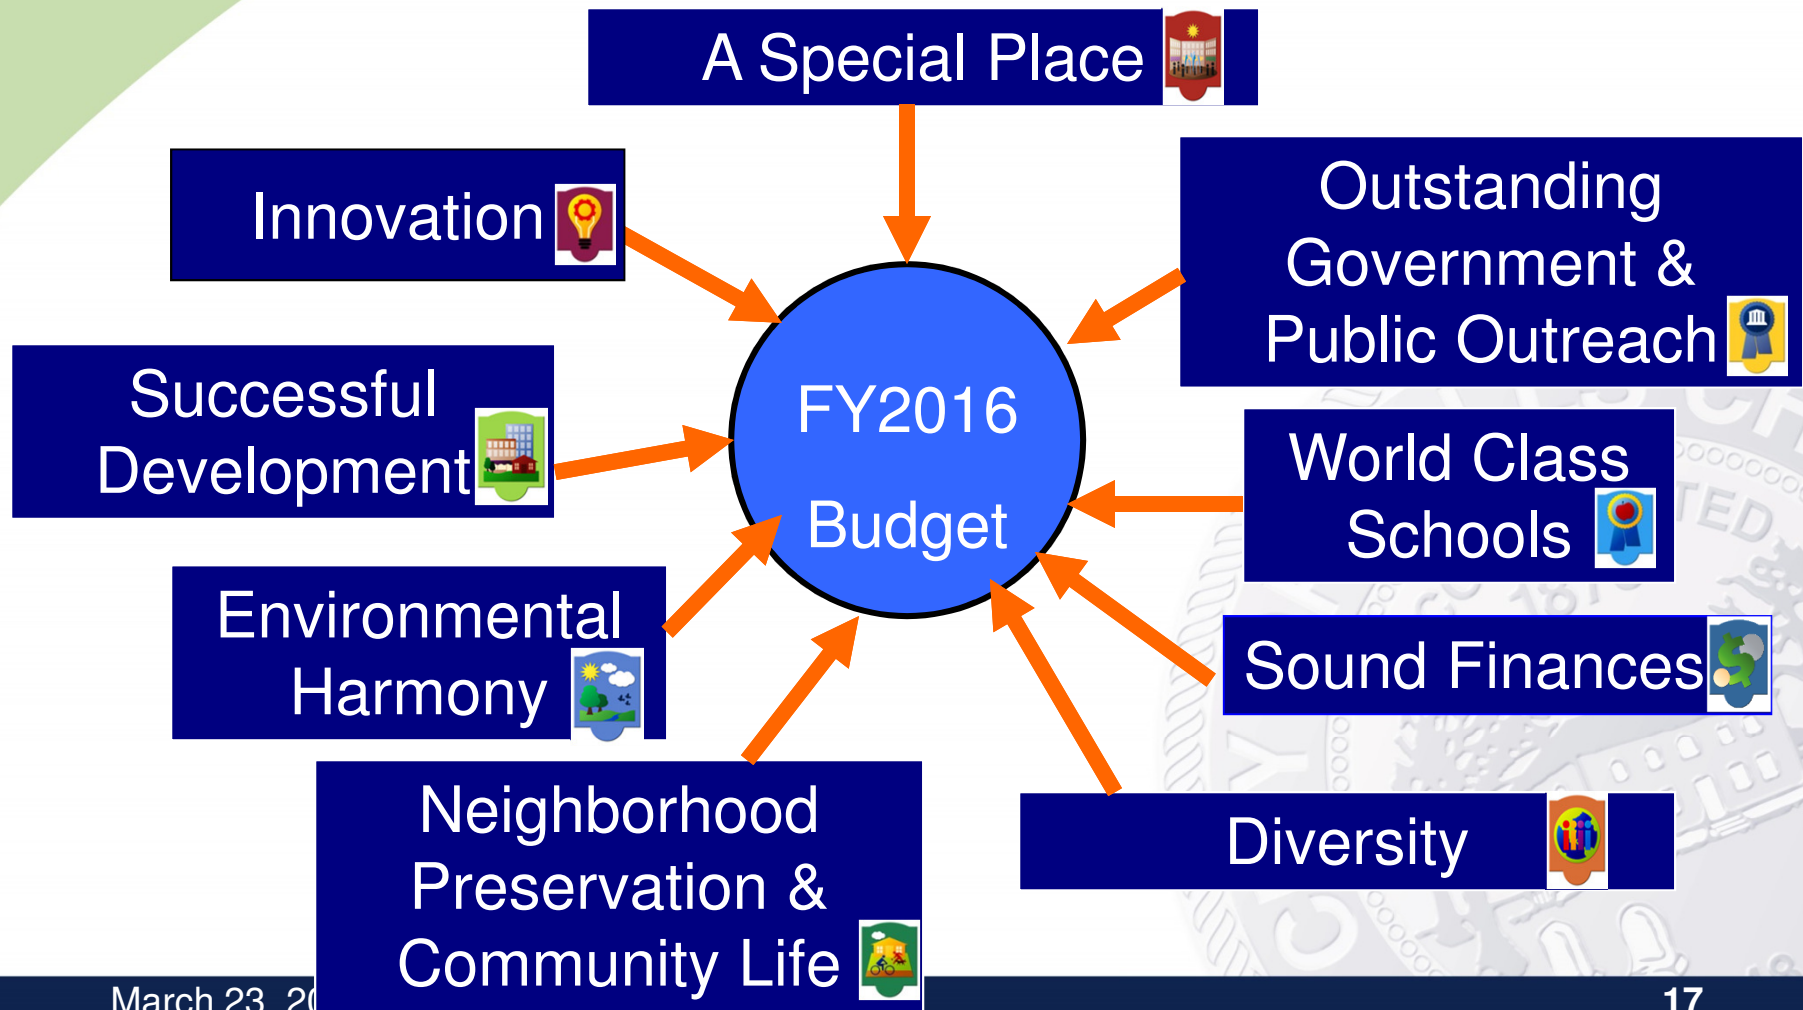 A Special Place
Innovation
Outstanding
Government &
Public Outreach
Successful
Development
FY2016
Budget
World Class
Schools
Environmental
Harmony
Sound Finances
Neighborhood
Preservation &
Community Life
Diversity
March 23, 
17